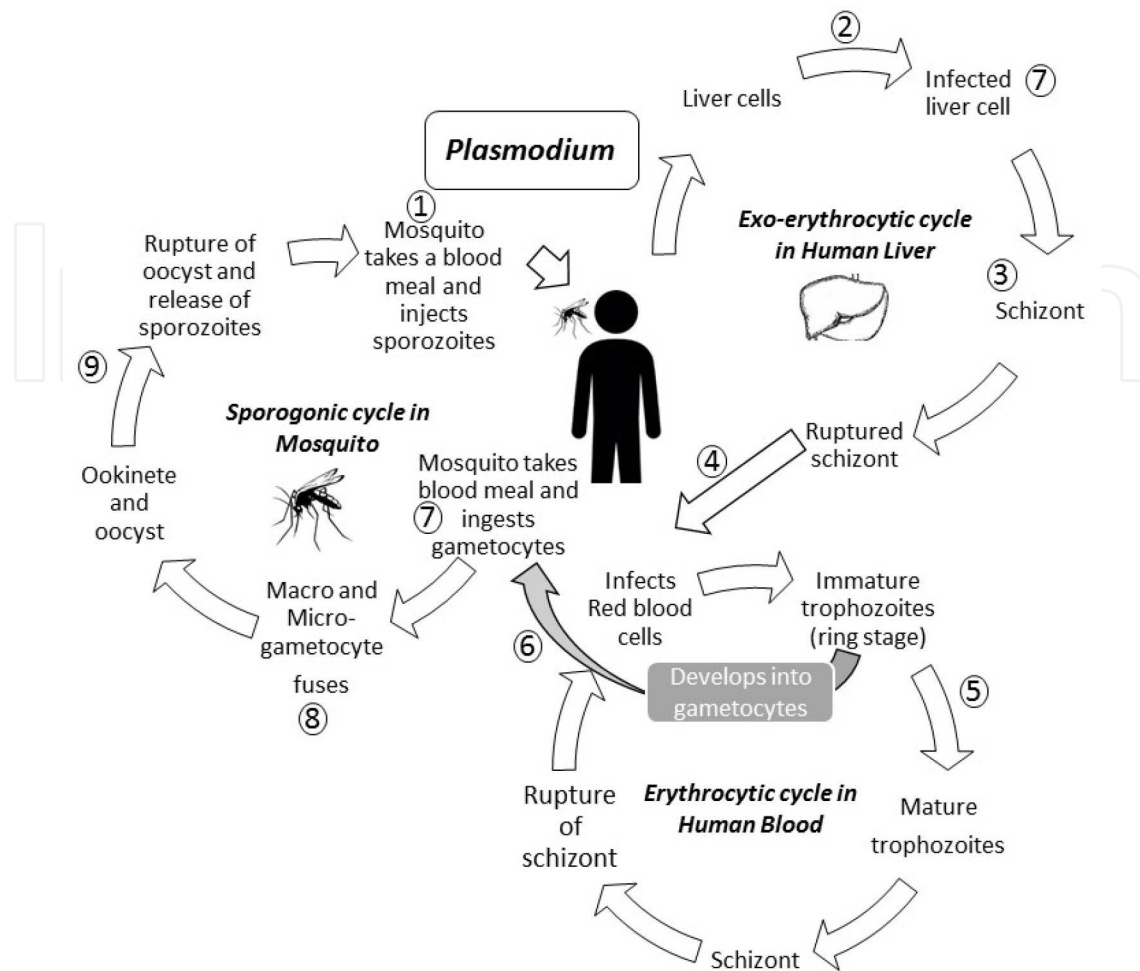 Plasmodium
①
Mosquito
takes a blood
meal and
injects
sporozoites
Liver cells
②
Infected
liver cell
⑦
Exo-erythrocytic cycle
in Human Liver
③
Schizont
Ruptured
schizont
④
Infects
Red blood
cells
Immature
trophozoites
(ring stage)
⑤
Mature
trophozoites
Schizont
Rupture
of
schizont
Erythrocytic cycle in
Human Blood
Develops into
gametocytes
⑥
Mosquito takes
blood meal and
⑦ ingests
gametocytes
Macro and
Micro-
gametocyte
fuses
⑧
Sporogonic cycle in
Mosquito
Ookinete
and
oocyst
⑨
Rupture of
oocyst and
release of
sporozoites